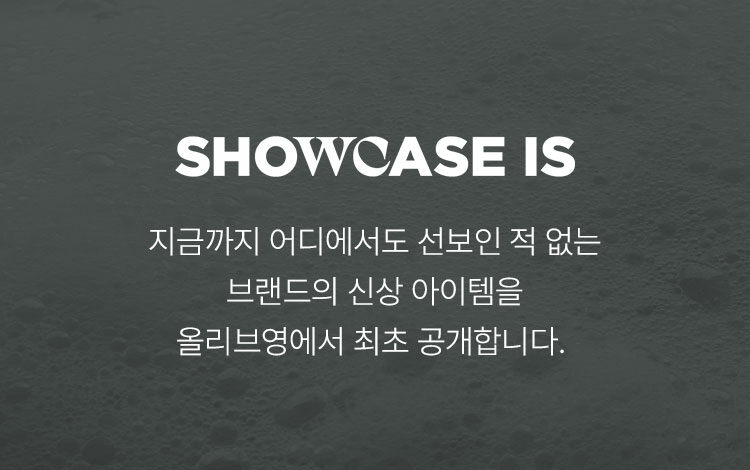 SHOWCASE IS
지금까지 어디에서도 선보인 적 없는
브랜드의 신상 아이템을
올리브영에서 최초 공개합니다.